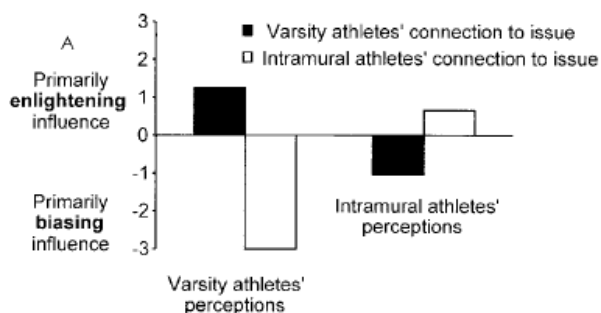 A
3
■ Varsity athletes' connection to issue
□ Intramural athletes' connection to issue
2
Primarily
enlightening
influence
1
0
-1
Primarily
biasing
influence
-2
-3
Intramural athletes'
perceptions
Varsity athletes'
perceptions